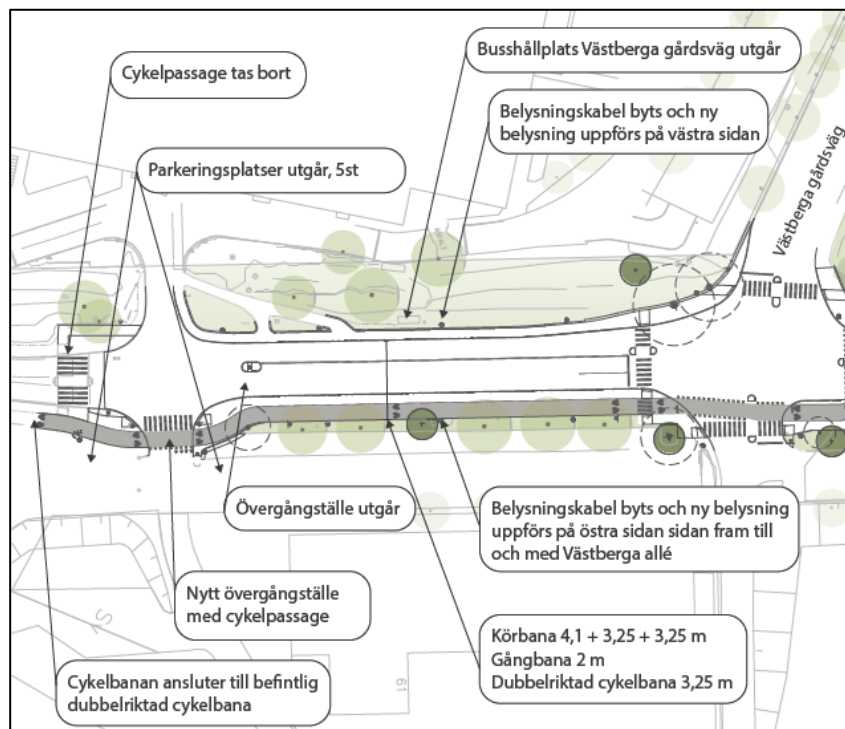 Busshållplats Västberga gårdsväg utgår
Cykelpassage tas bort
Belysningskabel byts och ny
belysning uppförs på västra sidan
Parkeringsplatser utgår, 5st
Västberga gårdsväg
ASFALT
Övergångställe utgår
Belysningskabel byts och ny belysning
uppförs på östra sidan sidan fram till
och med Västberga allé
Nytt övergångställe
med cykelpassage
Körbana 4,1 + 3,25 + 3,25 m
Gångbana 2 m
Dubbelriktad cykelbana 3,25 m
Cykelbanan ansluter till befintlig
dubbelriktad cykelbana
61